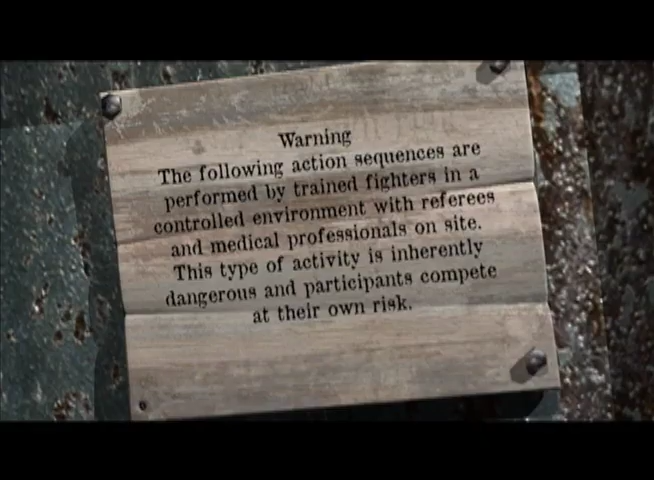 Warning
The following action sequences are
performed by trained fighters in a
controlled environment with referees
and medical professionals on site.
This type of activity is inherently
dangerous and participants compete
at their own risk.